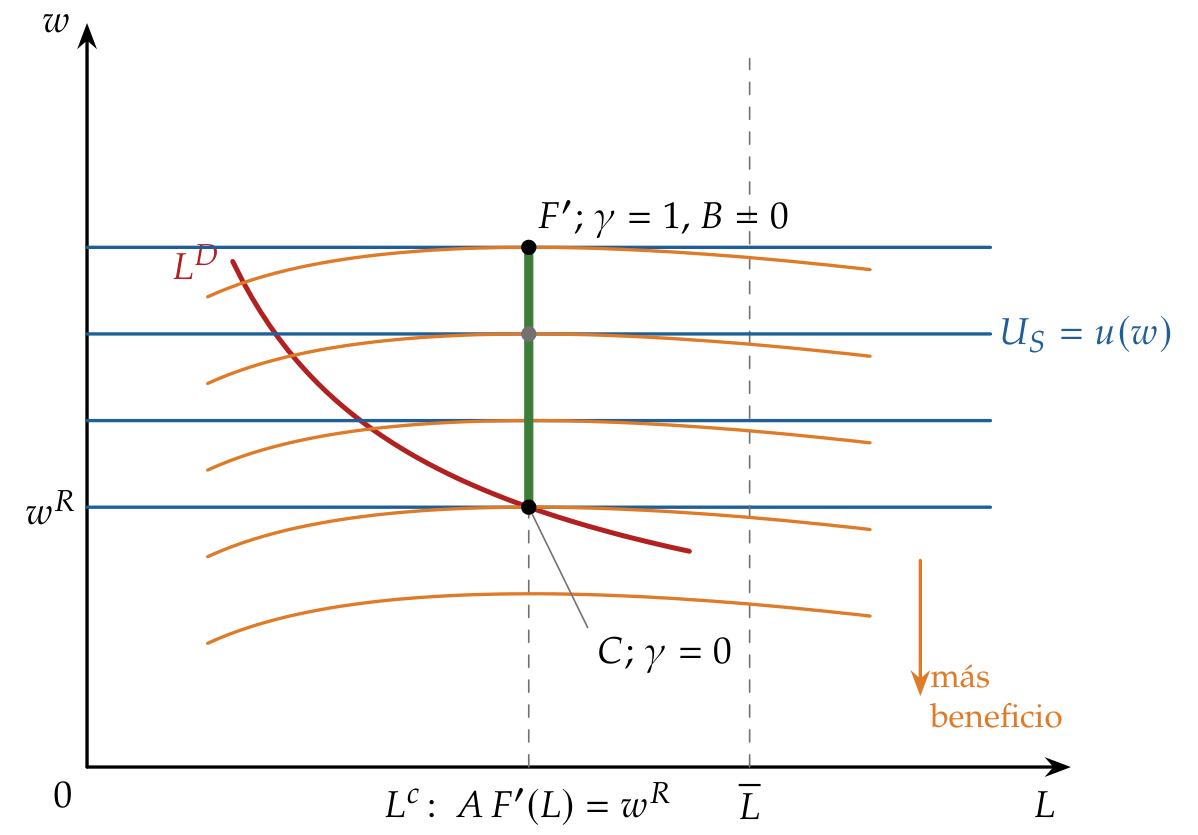 w
F′; γ = 1, B = 0
L^D
U_S = u(w)
w^R
C; γ = 0
más
beneficio
0
L^c : A F′(L) = w^R
L̅
L